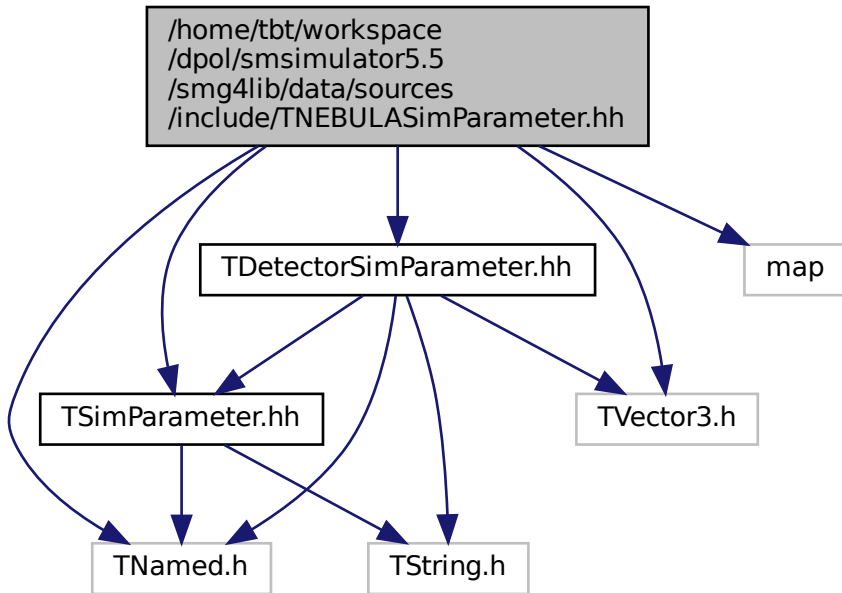 /home/tbt/workspace
/dpol/smsimulator5.5
/smg4lib/data/sources
/include/TNEBULASimParameter.hh
TDetectorSimParameter.hh
map
TSimParameter.hh
TVector3.h
TNamed.h
TString.h